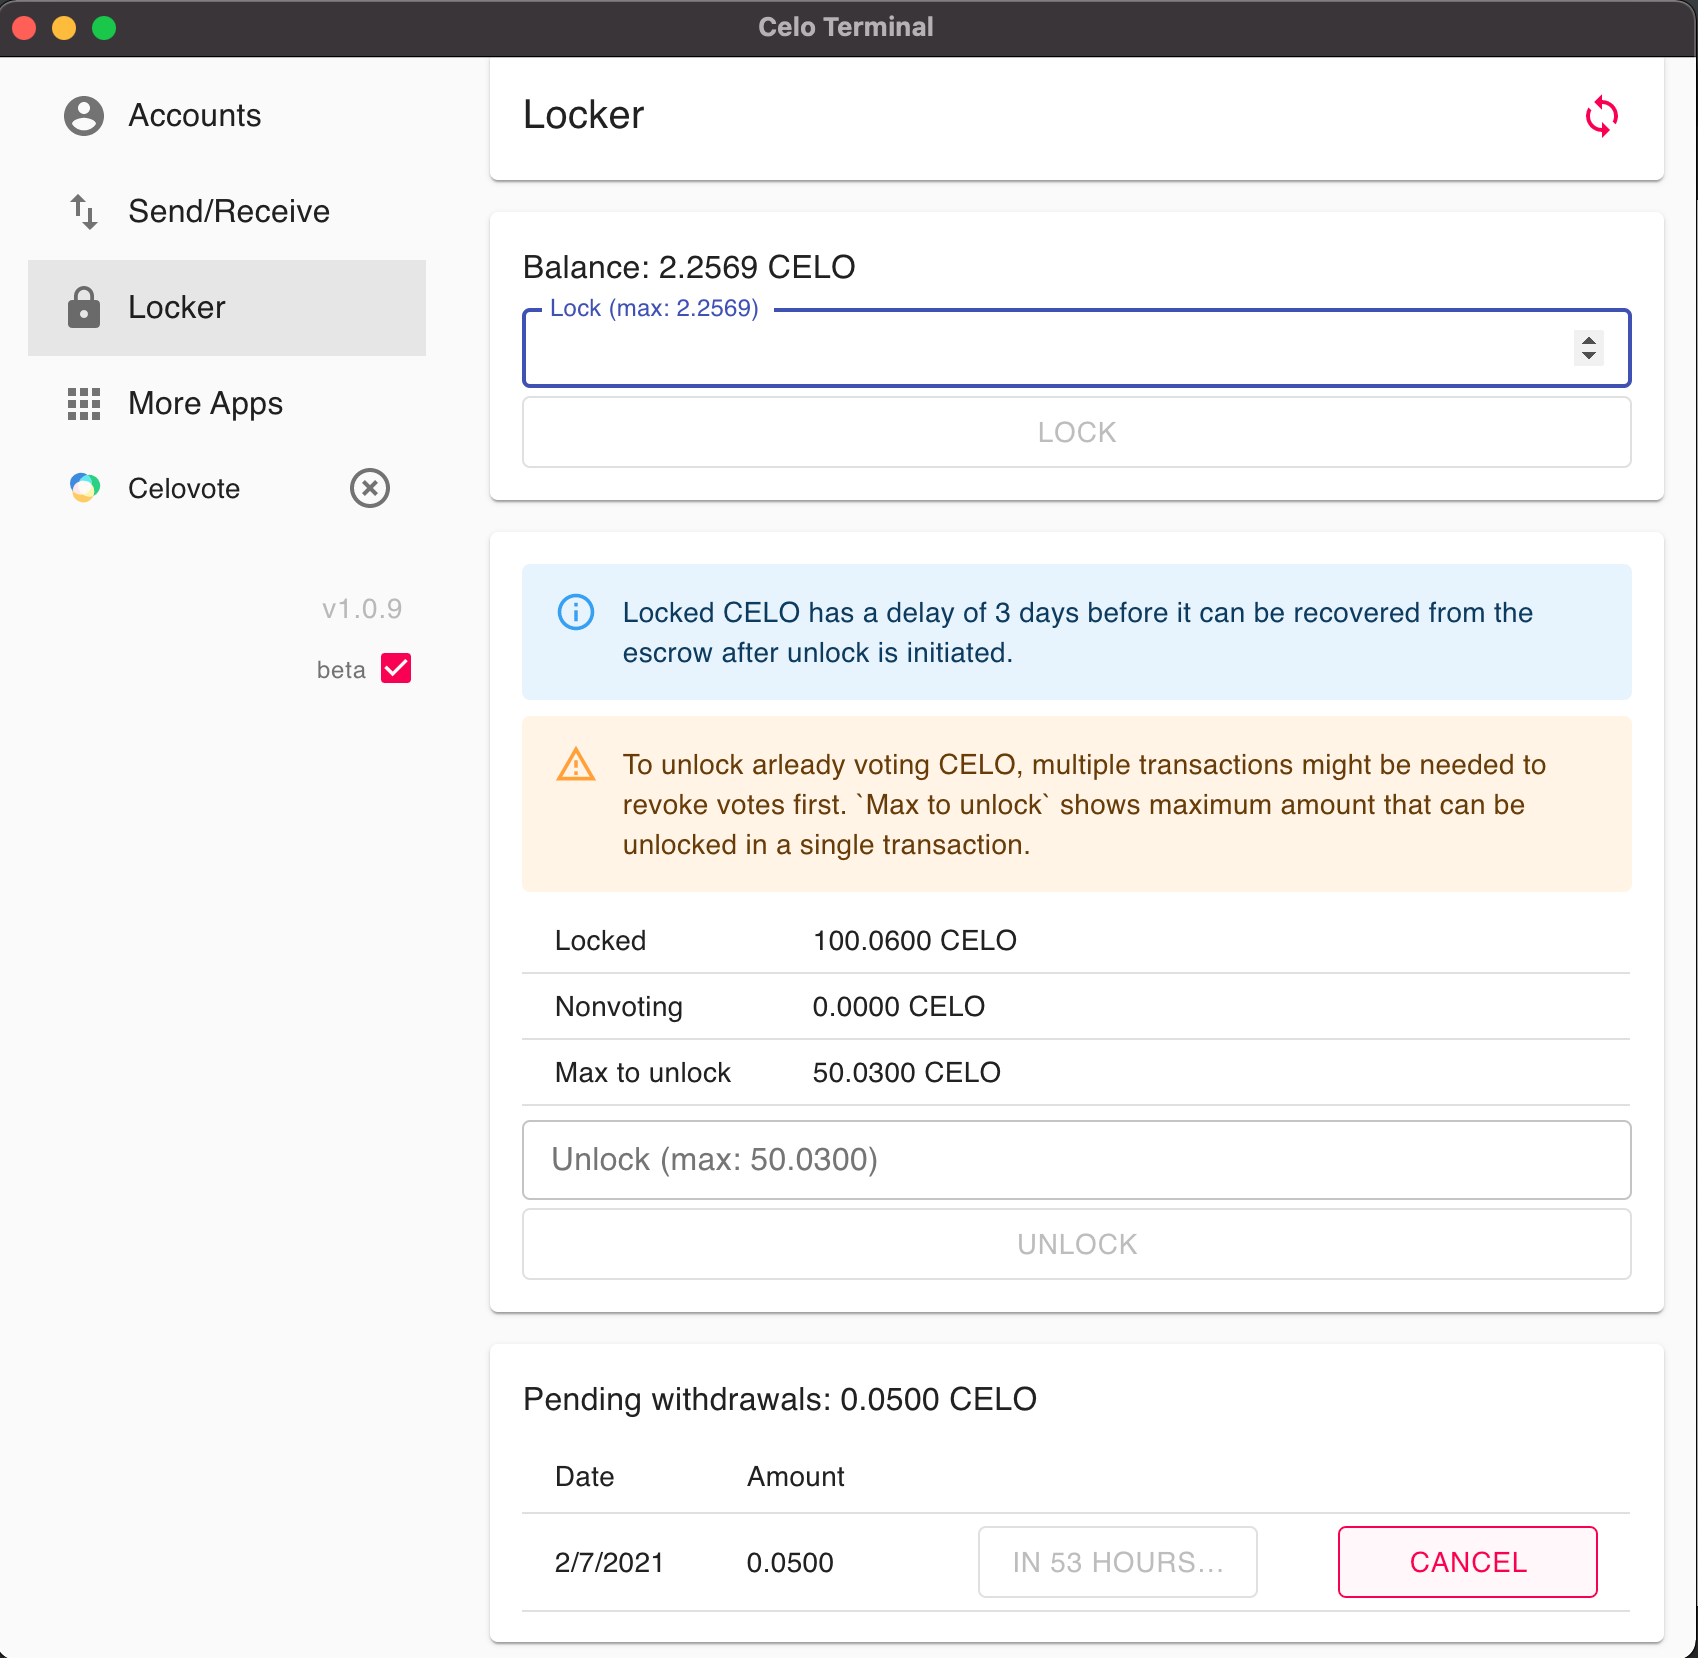 Celo Terminal
Accounts
Send/Receive
Locker
More Apps
Celovote
v1.0.9
beta
Locker
Balance: 2.2569 CELO
Lock (max: 2.2569)
LOCK
Locked CELO has a delay of 3 days before it can be recovered from the
escrow after unlock is initiated.
To unlock arleady voting CELO, multiple transactions might be needed to
revoke votes first. `Max to unlock` shows maximum amount that can be
unlocked in a single transaction.
Locked 100.0600 CELO
Nonvoting 0.0000 CELO
Max to unlock 50.0300 CELO
Unlock (max: 50.0300)
UNLOCK
Pending withdrawals: 0.0500 CELO
Date Amount
2/7/2021 0.0500 IN 53 HOURS... CANCEL